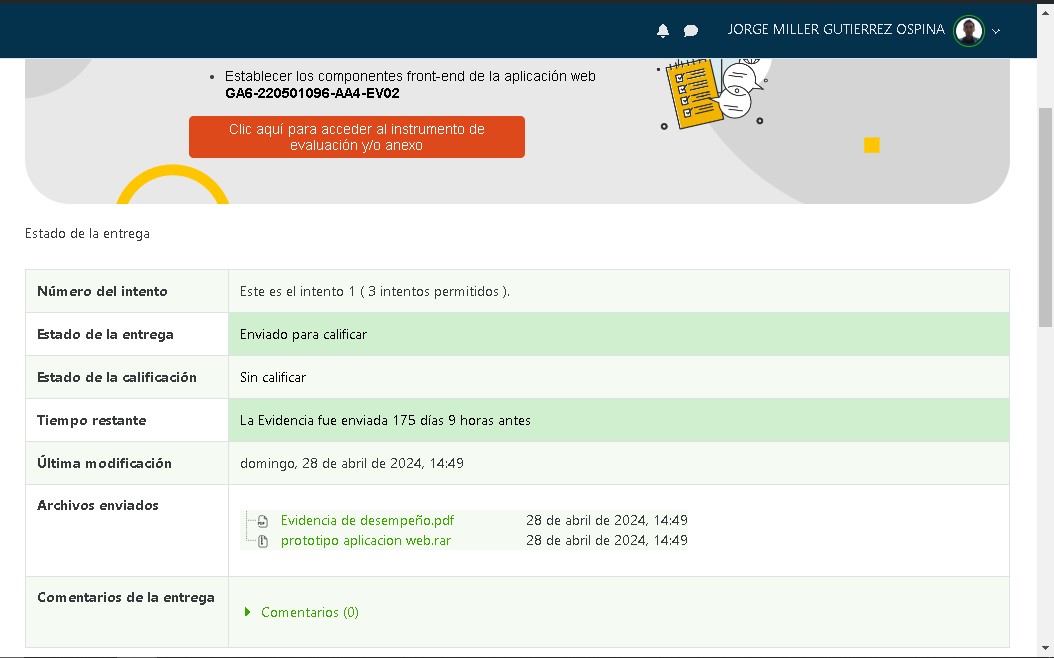 JORGE MILLER GUTIERREZ OSPINA
• Establecer los componentes front-end de la aplicación web
GA6-220501096-AA4-EV02
Clic aquí para acceder al instrumento de
evaluación y/o anexo
Estado de la entrega
Número del intento Este es el intento 1 ( 3 intentos permitidos ).
Estado de la entrega Enviado para calificar
Estado de la calificación Sin calificar
Tiempo restante La Evidencia fue enviada 175 días 9 horas antes
Última modificación domingo, 28 de abril de 2024, 14:49
Archivos enviados
Evidencia de desempeño.pdf 28 de abril de 2024, 14:49
prototipo aplicacion web.rar 28 de abril de 2024, 14:49
Comentarios de la entrega
Comentarios (0)